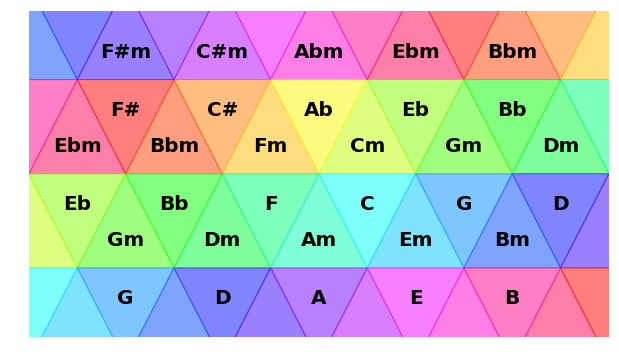 F#m C#m Abm Ebm Bbm
F# C# Ab Eb Bb
Ebm Bbm Fm Cm Gm Dm
Eb Bb F C G D
Gm Dm Am Em Bm
G D A E B